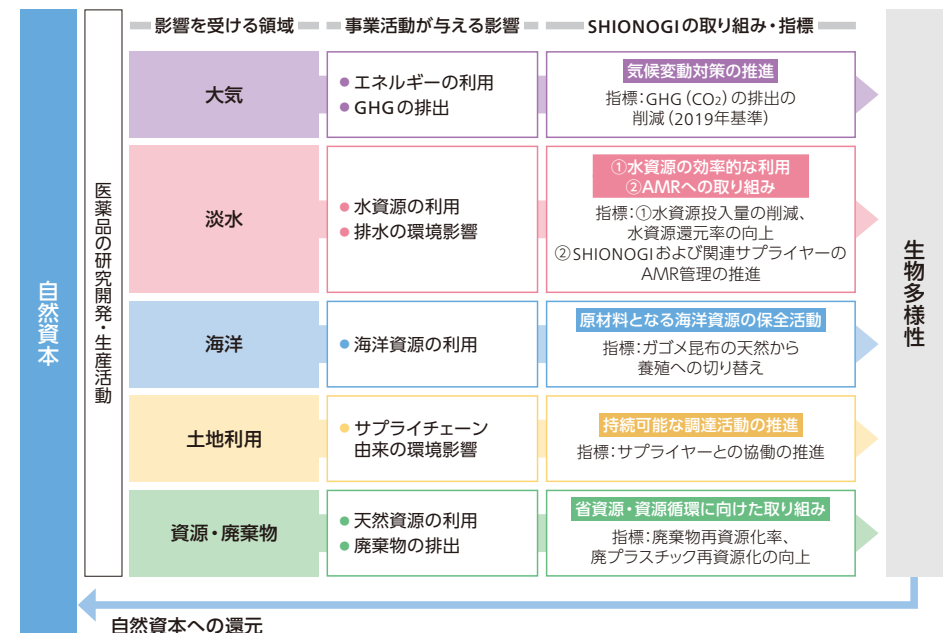 影響を受ける領域
事業活動が与える影響
SHIONOGIの取り組み・指標
自然資本
医薬品の研究開発・生産活動
大気
●エネルギーの利用
●GHGの排出
気候変動対策の推進
指標:GHG(CO₂)の排出の
削減(2019年基準)
淡水
●水資源の利用
●排水の環境影響
①水資源の効率的な利用
②AMRへの取り組み
指標:①水資源投入量の削減、
水資源還元率の向上
②SHIONOGIおよび関連サプライヤーの
AMR管理の推進
海洋
●海洋資源の利用
原材料となる海洋資源の保全活動
指標:ガゴメ昆布の天然から
養殖への切り替え
土地利用
●サプライチェーン
由来の環境影響
持続可能な調達活動の推進
指標:サプライヤーとの協働の推進
資源・廃棄物
●天然資源の利用
●廃棄物の排出
省資源・資源循環に向けた取り組み
指標:廃棄物再資源化率、
廃プラスチック再資源化の向上
生物多様性
自然資本への還元